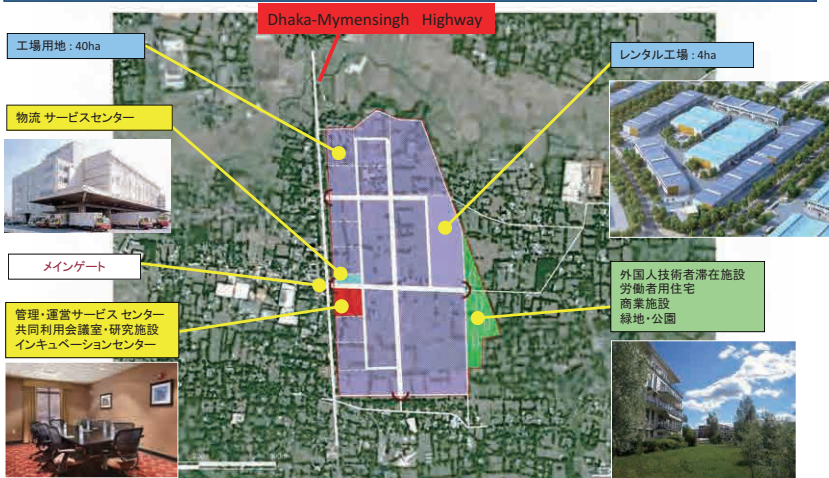 Dhaka-Mymensingh Highway
工場用地 : 40ha
レンタル工場 : 4ha
物流 サービスセンター
メインゲート
管理・運営サービス センター
共同利用会議室・研究施設
インキュベーションセンター
外国人技術者滞在施設
労働者用住宅
商業施設
緑地・公園